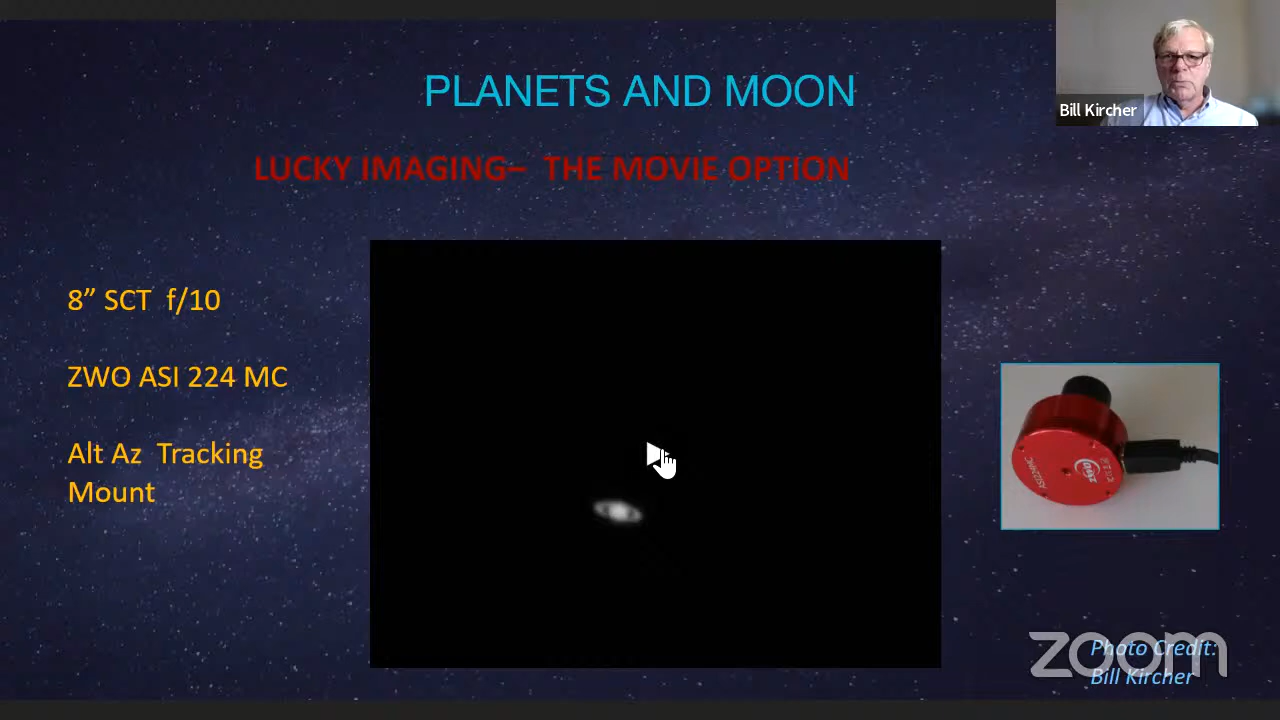 PLANETS AND MOON
Bill Kircher
LUCKY IMAGING– THE MOVIE OPTION
8” SCT f/10
ZWO ASI 224 MC
Alt Az Tracking
Mount
zoom
Photo Credit:
Bill Kircher